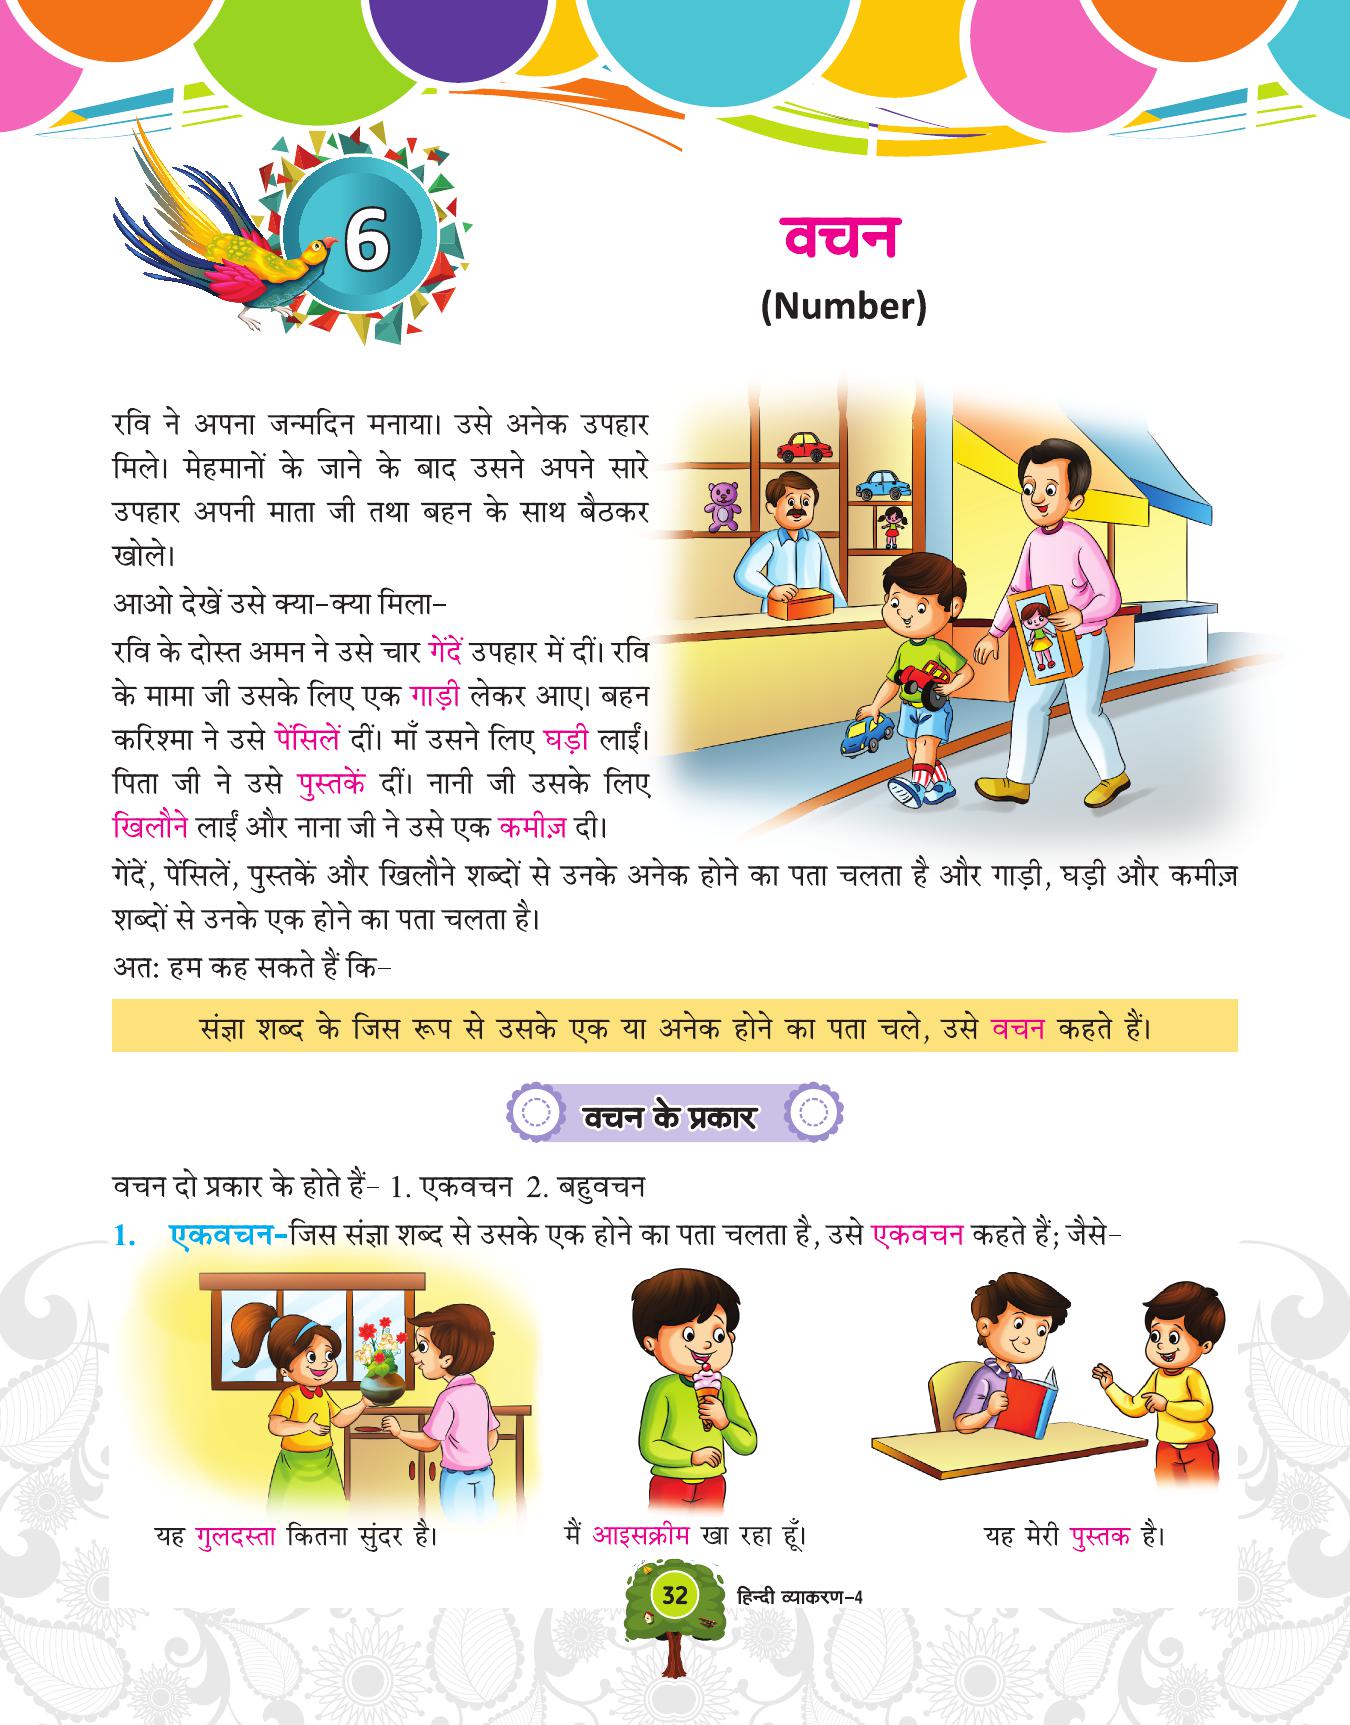 6
वचन
(Number)
रवि ने अपना जन्मदिन मनाया। उसे अनेक उपहार
मिले। मेहमानों के जाने के बाद उसने अपने सारे
उपहार अपनी माता जी तथा बहन के साथ बैठकर
खोले।
आओ देखें उसे क्या-क्या मिला-
रवि के दोस्त अमन ने उसे चार गेंदें उपहार में दीं। रवि
के मामा जी उसके लिए एक गाड़ी लेकर आए। बहन
करिश्मा ने उसे पेंसिलें दीं। माँ उसने लिए घड़ी लाईं।
पिता जी ने उसे पुस्तकें दीं। नानी जी उसके लिए
खिलौने लाईं और नाना जी ने उसे एक कमीज़ दी।
गेंदें, पेंसिलें, पुस्तकें और खिलौने शब्दों से उनके अनेक होने का पता चलता है और गाड़ी, घड़ी और कमीज़
शब्दों से उनके एक होने का पता चलता है।
अत: हम कह सकते हैं कि-
संज्ञा शब्द के जिस रूप से उसके एक या अनेक होने का पता चले, उसे वचन कहते हैं।
वचन के प्रकार
वचन दो प्रकार के होते हैं- 1. एकवचन 2. बहुवचन
1. एकवचन-जिस संज्ञा शब्द से उसके एक होने का पता चलता है, उसे एकवचन कहते हैं; जैसे-
यह गुलदस्ता कितना सुंदर है।
मैं आइसक्रीम खा रहा हूँ।
यह मेरी पुस्तक है।
32
हिन्दी व्याकरण-4